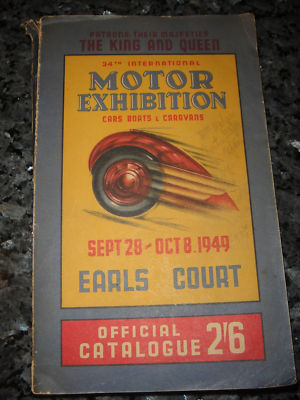 PATRONS THEIR MAJESTIES
THE KING AND QUEEN
34TH INTERNATIONAL
MOTOR
EXHIBITION
CARS BOATS & CARAVANS
SEPT 28 - OCT 8. 1949
EARLS COURT
OFFICIAL
CATALOGUE 2'6